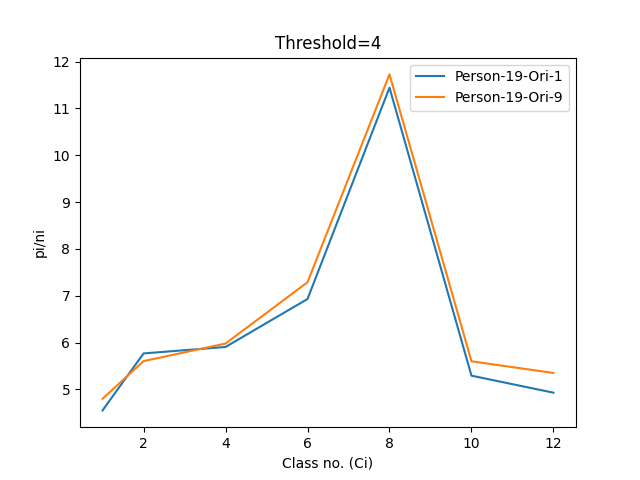 Threshold=4
Person-19-Ori-1
Person-19-Ori-9
12
11
10
9
8
7
6
5
pi/ni
2 4 6 8 10 12
Class no. (Ci)